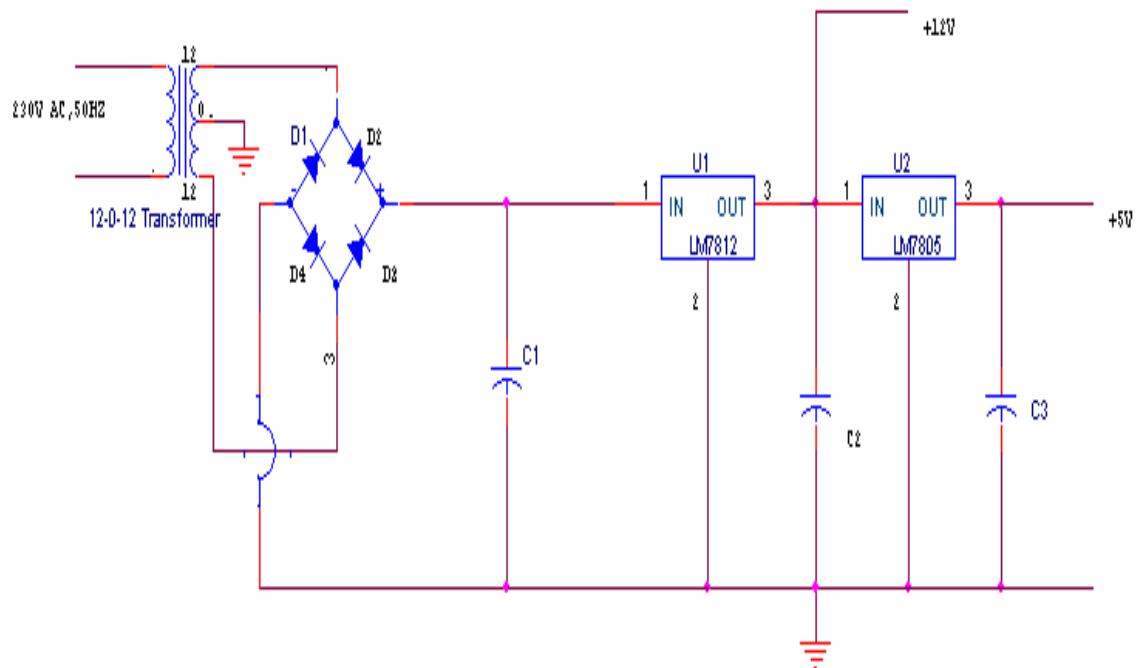 +12V
12
230V AC,50HZ
0.
D1
D2
U1
U2
1
3
1
3
-
+
IN OUT
IN OUT
12
12-0-12 Transformer
+5V
LM7812
LM7805
D4
D2
2
2
3
C1
C2
C3